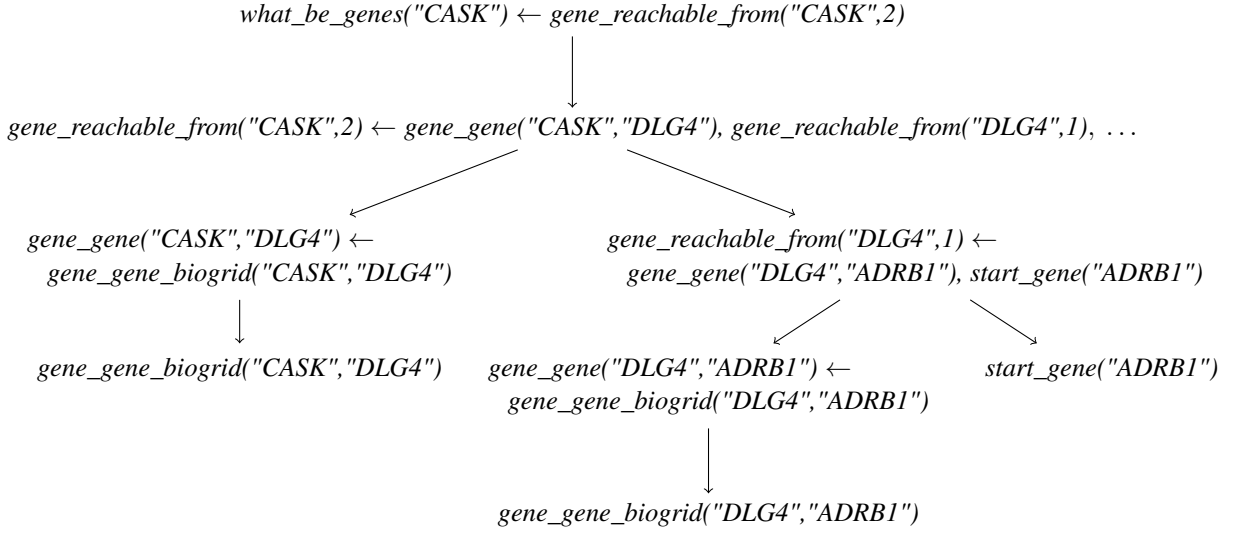 what_be_genes("CASK") ← gene_reachable_from("CASK",2)
gene_reachable_from("CASK",2) ← gene_gene("CASK","DLG4"), gene_reachable_from("DLG4",1), ...
gene_gene("CASK","DLG4") ←
gene_gene_biogrid("CASK","DLG4")
gene_reachable_from("DLG4",1) ←
gene_gene("DLG4","ADRB1"), start_gene("ADRB1")
gene_gene_biogrid("CASK","DLG4")
gene_gene("DLG4","ADRB1") ←
gene_gene_biogrid("DLG4","ADRB1")
start_gene("ADRB1")
gene_gene_biogrid("DLG4","ADRB1")